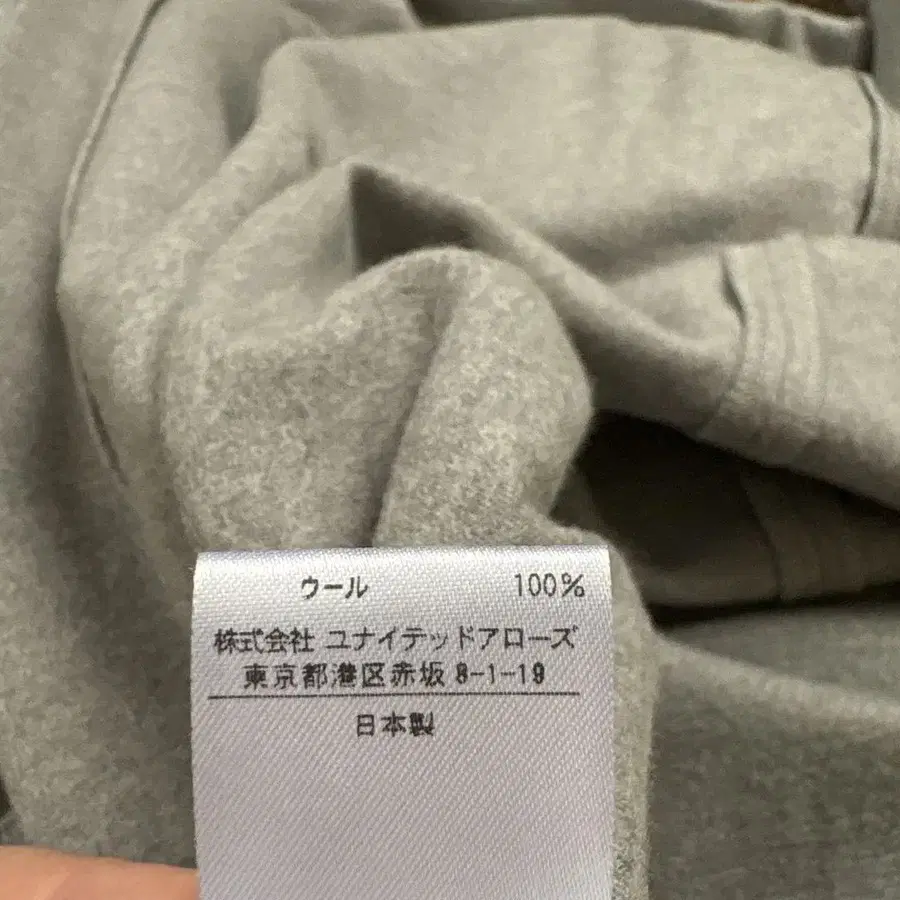 ウール 100%
株式会社 ユナイテッドアローズ
東京都港区赤坂 8-1-19
日本製